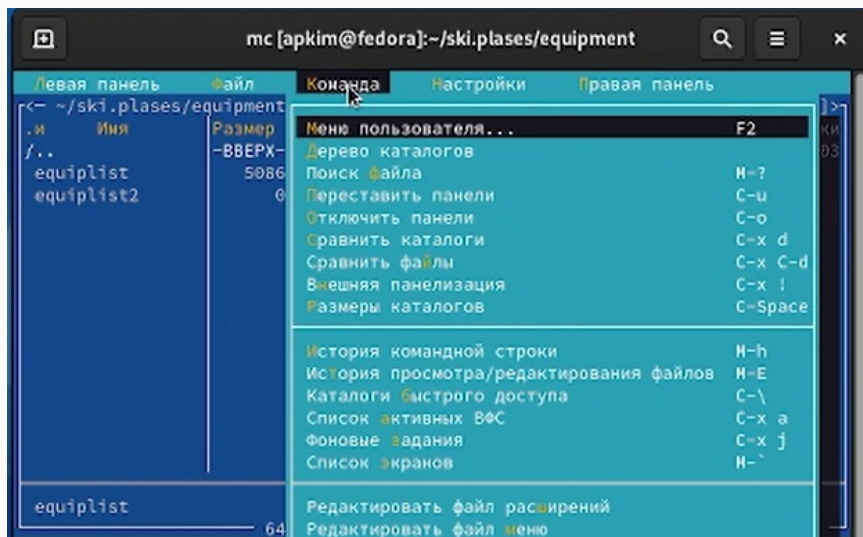 mc [apkim@fedora]:~/ski.plases/equipment
Левая панель Файл Команда Настройки Правая панель
<─ ~/ski.plases/equipment
]>
.и Имя Размер
/.. -ВВЕРХ-
equiplist 5086
equiplist2 0
Меню пользователя... F2
Дерево каталогов
Поиск файла M-?
Переставить панели C-u
Отключить панели C-o
Сравнить каталоги C-x d
Сравнить файлы C-x C-d
Внешняя панелизация C-x !
Размеры каталогов C-Space
История командной строки M-h
История просмотра/редактирования файлов M-E
Каталоги быстрого доступа C-\
Список активных ВФС C-x a
Фоновые задания C-x j
Список экранов M-`
Редактировать файл расширений
Редактировать файл меню
equiplist
64